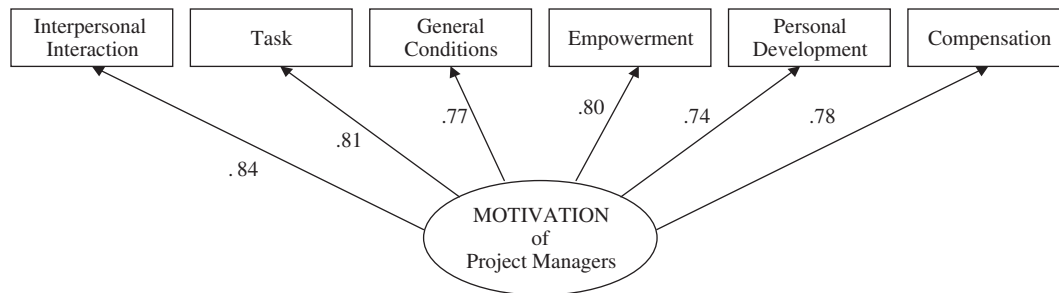 Interpersonal
Interaction
Task
General
Conditions
Empowerment
Personal
Development
Compensation
.84
.81
.77
.80
.74
.78
MOTIVATION
of
Project Managers